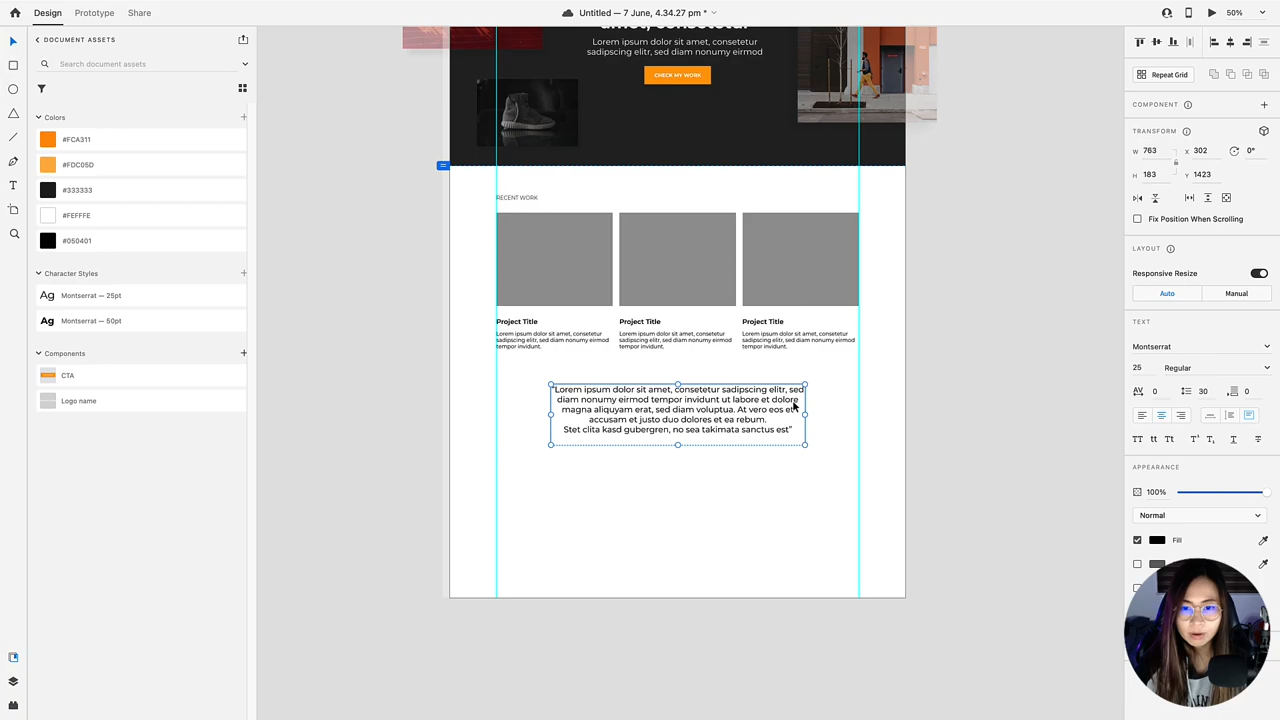 Design
Prototype
Share
Untitled — 7 June, 4.34.27 pm *
50%
DOCUMENT ASSETS
Search document assets
Colors
#FCA311
#FDC05D
#333333
#FEFFFE
#050401
Character Styles
Ag Montserrat — 25pt
Ag Montserrat — 50pt
Components
CTA
Logo name
amet, consetetur
Lorem ipsum dolor sit amet, consetetur
sadipscing elitr, sed diam nonumy
CHECK MY WORK
RECENT WORK
Project Title
Lorem ipsum dolor sit amet, consetetur
sadipscing elitr, sed diam nonumy eirmod
tempor invidunt.
Project Title
Lorem ipsum dolor sit amet, consetetur
sadipscing elitr, sed diam nonumy eirmod
tempor invidunt.
Project Title
Lorem ipsum dolor sit amet, consetetur
sadipscing elitr, sed diam nonumy eirmod
tempor invidunt.
“Lorem ipsum dolor sit amet, consetetur sadipscing elitr, sed
diam nonumy eirmod tempor invidunt ut labore et dolore
magna aliquyam erat, sed diam voluptua. At vero eos et
accusam et justo duo dolores et ea rebum.
Stet clita kasd gubergren, no sea takimata sanctus est”
Repeat Grid
COMPONENT
TRANSFORM
W 763 X 302 0°
H 183 Y 1423
Fix Position When Scrolling
LAYOUT
Responsive Resize
Auto Manual
TEXT
Montserrat
25 Regular
AV 0 30 0
TT tt Tt
APPEARANCE
100%
Normal
Fill